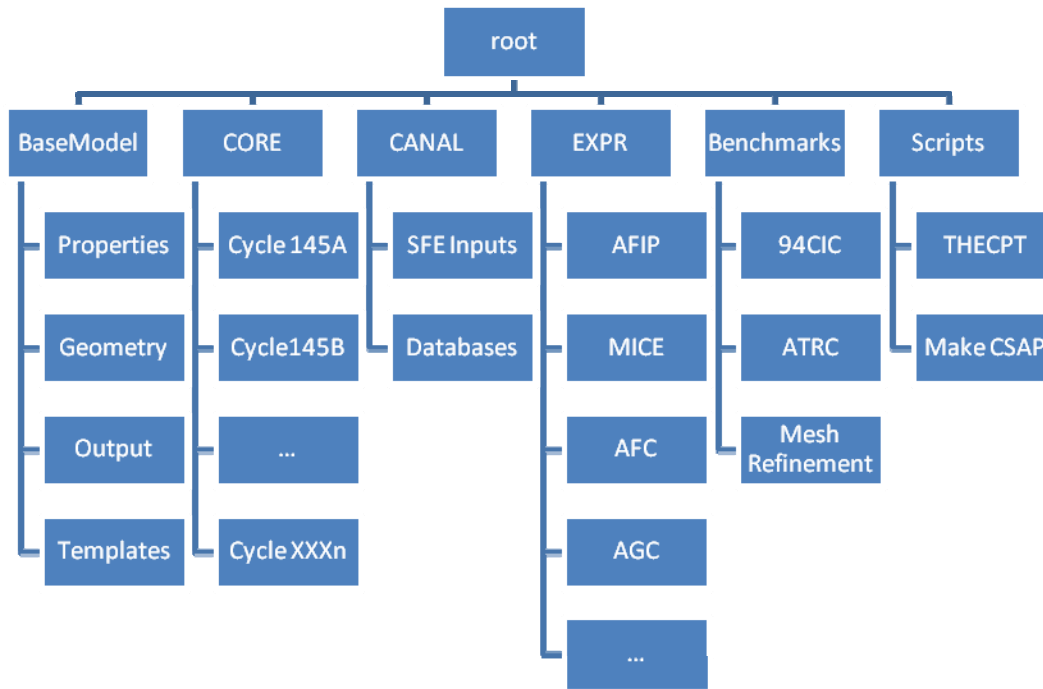 root
BaseModel
CORE
CANAL
EXPR
Benchmarks
Scripts
Properties
Cycle 145A
SFE Inputs
AFIP
94CIC
THECPT
Geometry
Cycle145B
Databases
MICE
ATRC
Make CSAP
Output
...
AFC
Mesh
Refinement
Templates
Cycle XXXn
AGC
...